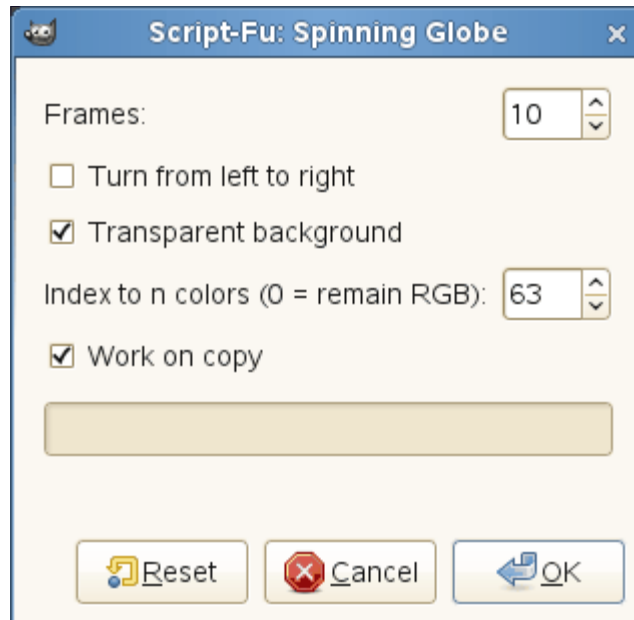 Script-Fu: Spinning Globe
Frames: 10
Turn from left to right
Transparent background
Index to n colors (0 = remain RGB): 63
Work on copy
Reset Cancel OK